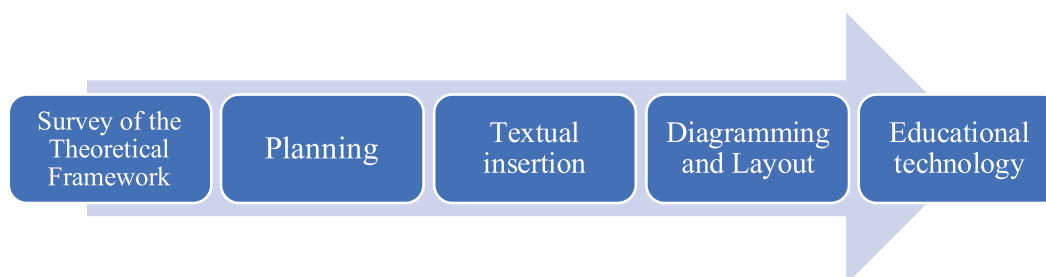 Survey of the
Theoretical
Framework
Planning
Textual
insertion
Diagramming
and Layout
Educational
technology